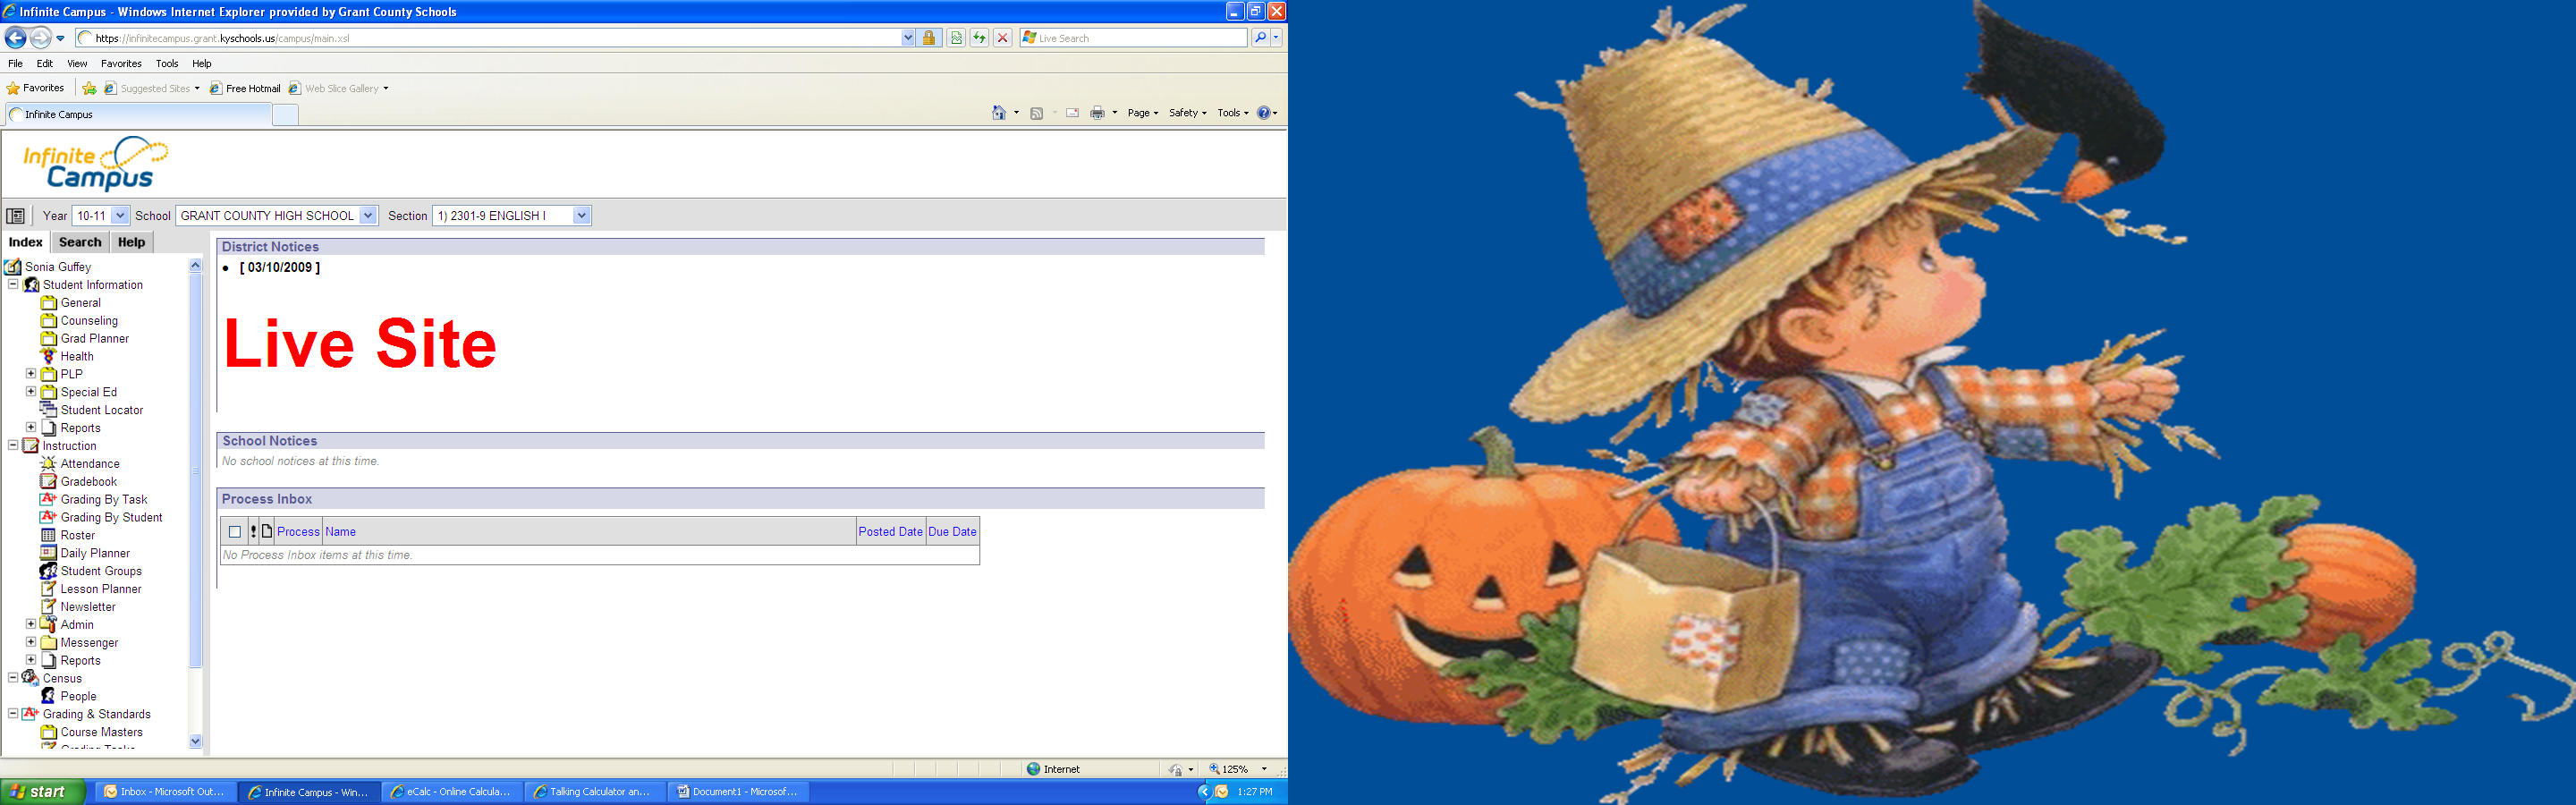 Infinite Campus - Windows Internet Explorer provided by Grant County Schools
https://infinitecampus.grant.kyschools.us/campus/main.xsl
Live Search
File Edit View Favorites Tools Help
Favorites Suggested Sites Free Hotmail Web Slice Gallery
Infinite Campus
Page Safety Tools
Infinite Campus
Year 10-11 School GRANT COUNTY HIGH SCHOOL Section 1) 2301-9 ENGLISH I
Index Search Help
Sonia Guffey
Student Information
General
Counseling
Grad Planner
Health
PLP
Special Ed
Student Locator
Reports
Instruction
Attendance
Gradebook
Grading By Task
Grading By Student
Roster
Daily Planner
Student Groups
Lesson Planner
Newsletter
Admin
Messenger
Reports
Census
People
Grading & Standards
Course Masters
Grading Tasks
District Notices
• [ 03/10/2009 ]
Live Site
School Notices
No school notices at this time.
Process Inbox
! Process Name Posted Date Due Date
No Process Inbox items at this time.
Internet 125%
start Inbox - Microsoft Out... Infinite Campus - Win... eCalc - Online Calcula... Talking Calculator an... Document1 - Microsof... 1:27 PM